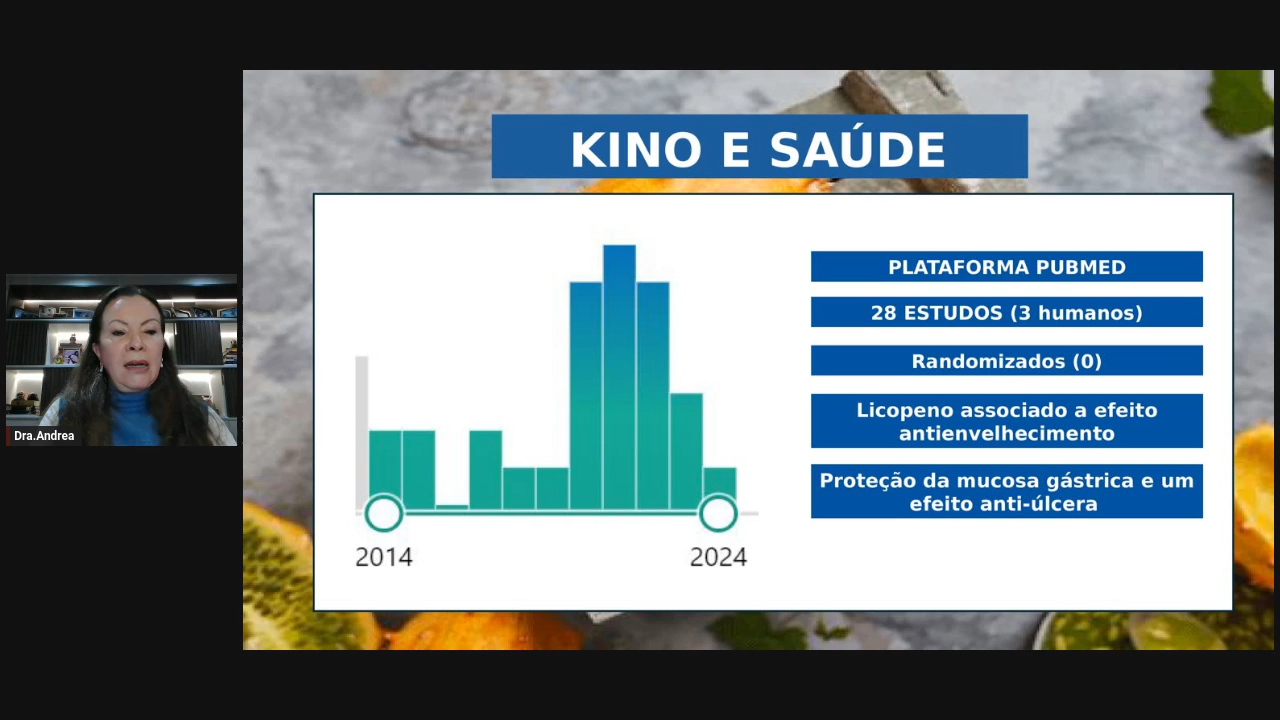 KINO E SAÚDE
PLATAFORMA PUBMED
28 ESTUDOS (3 humanos)
Randomizados (0)
Licopeno associado a efeito
antienvelhecimento
Proteção da mucosa gástrica e um
efeito anti-úlcera
2014
2024
Dra.Andrea